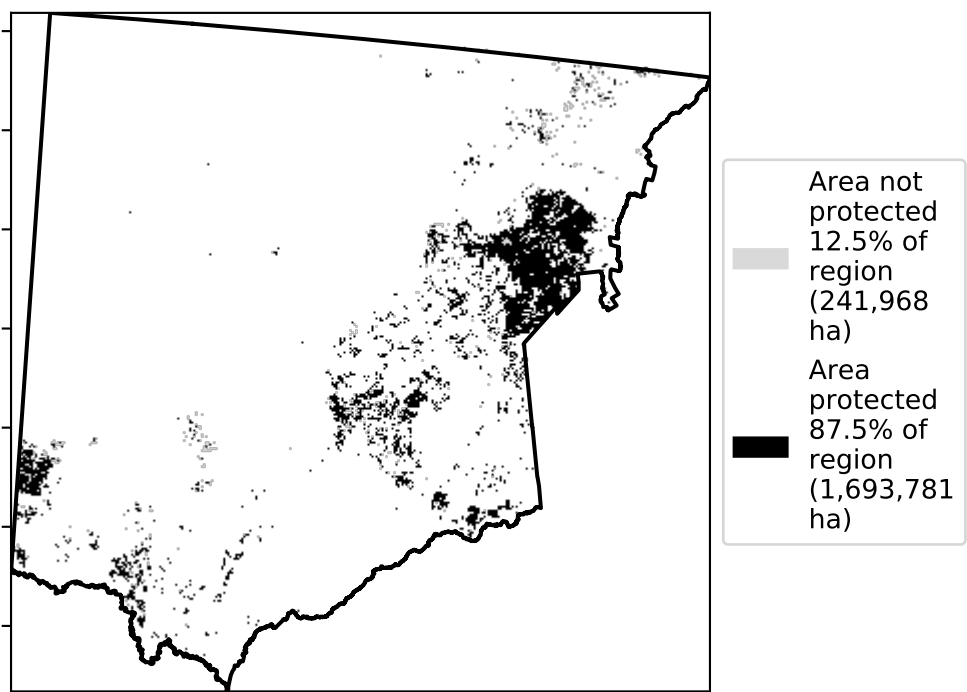 Area not
protected
12.5% of
region
(241,968
ha)
Area
protected
87.5% of
region
(1,693,781
ha)